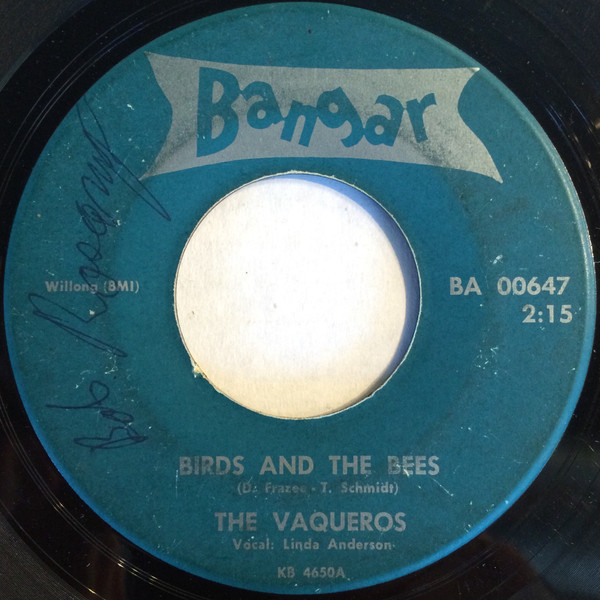 Bangar
Willong (BMI)
BA 00647
2:15
Bob
BIRDS AND THE BEES
(D. Frazee - T. Schmidt)
THE VAQUEROS
Vocal: Linda Anderson
KB 4650A